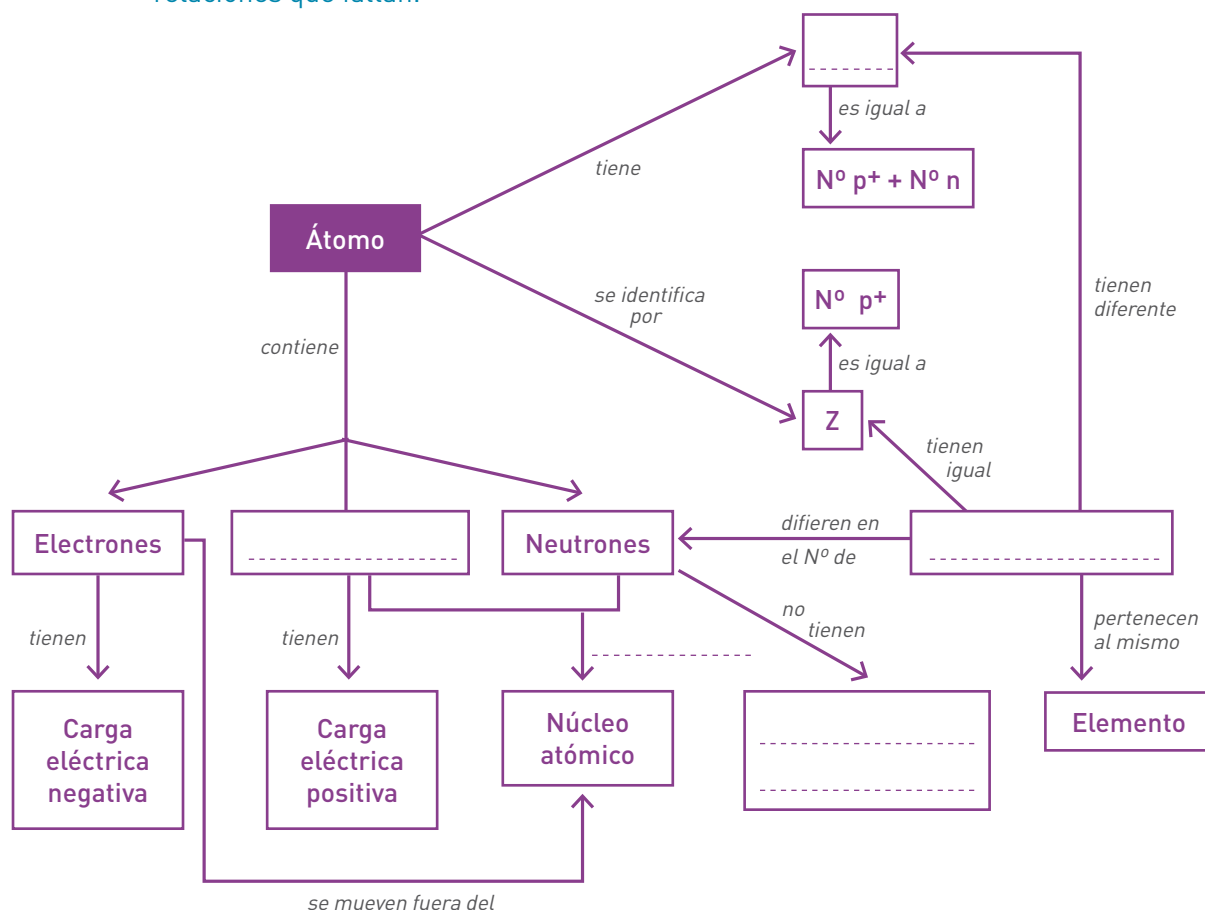 relaciones que faltan.
es igual a
tiene
Nº p+ + Nº n
Átomo
se identifica
por
Nº p+
tienen
diferente
contiene
es igual a
Z
tienen
igual
Electrones
Neutrones
difieren en
el Nº de
tienen
tienen
no
tienen
pertenecen
al mismo
Carga
eléctrica
negativa
Carga
eléctrica
positiva
Núcleo
atómico
Elemento
se mueven fuera del